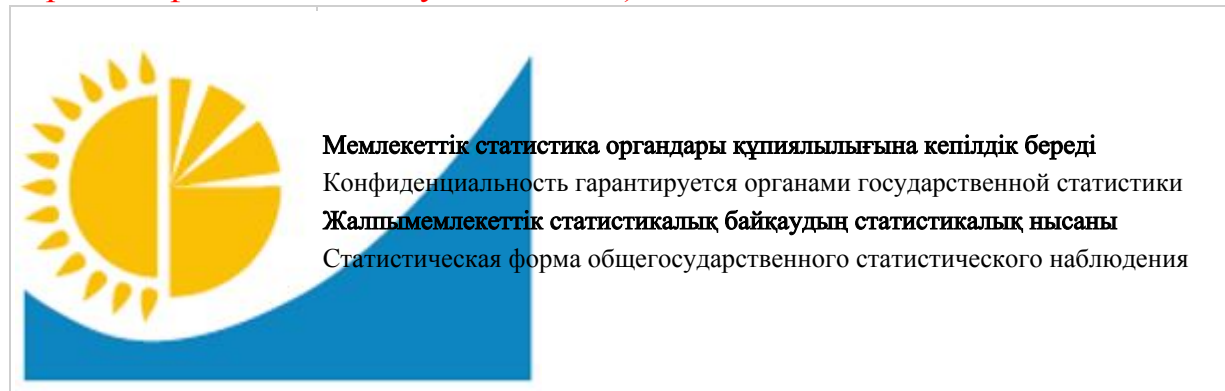 Мемлекеттік статистика органдары құпиялылығына кепілдік береді
Конфиденциальность гарантируется органами государственной статистики
Жалпымемлекеттік статистикалық байқаудың статистикалық нысаны
Статистическая форма общегосударственного статистического наблюдения